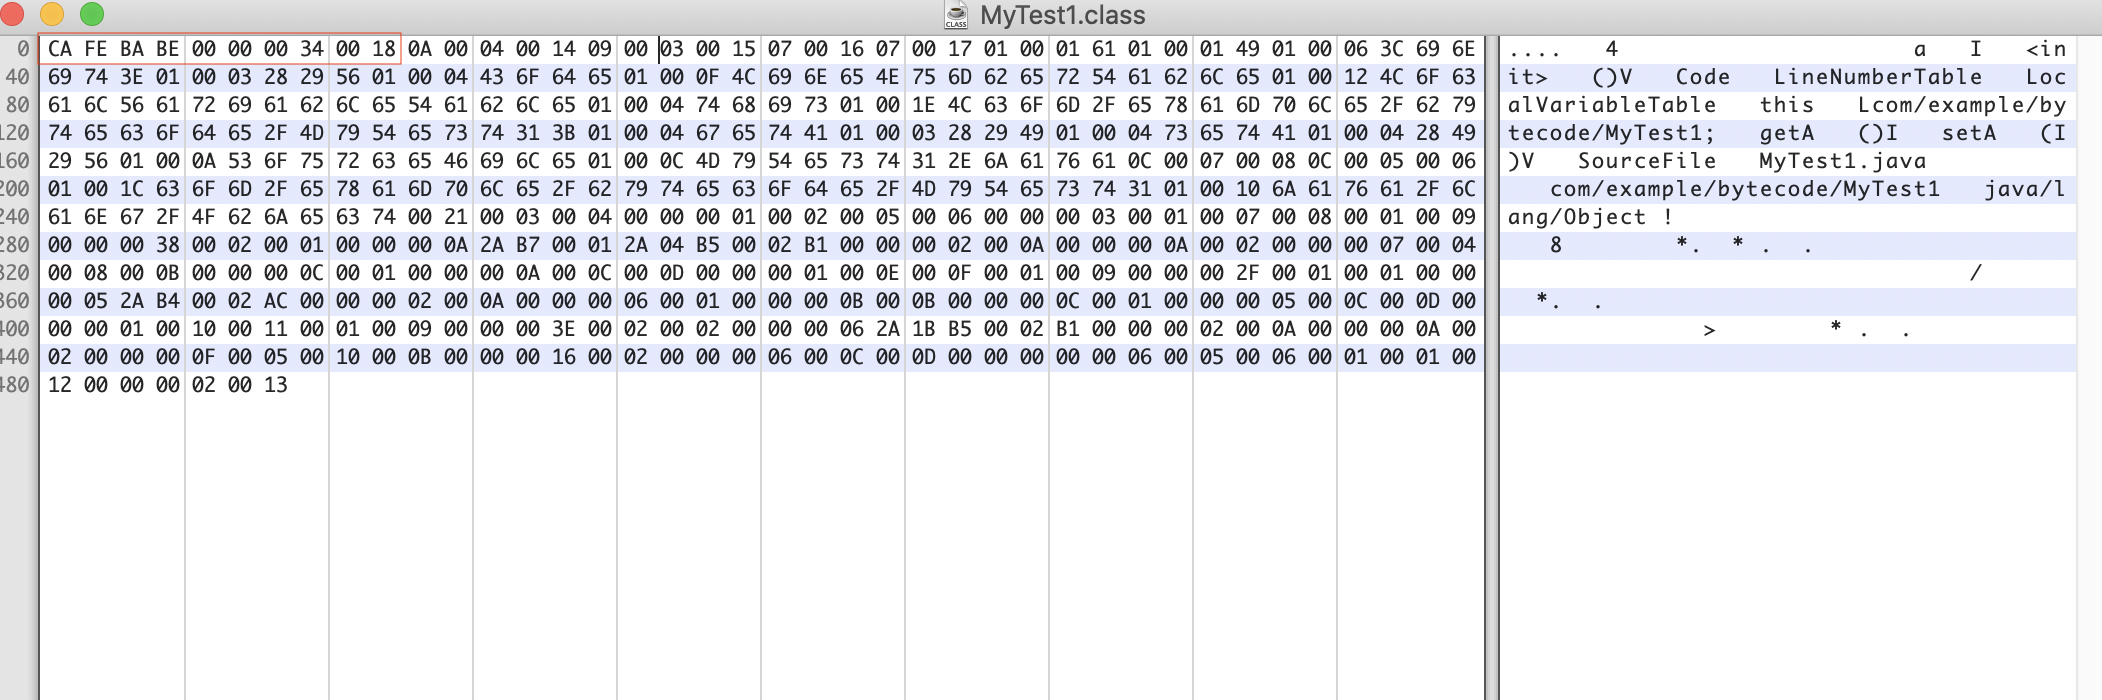 MyTest1.class
0 CA FE BA BE 00 00 00 34 00 18 0A 00 04 00 14 09 00 03 00 15 07 00 16 07 00 17 01 00 01 61 01 00 01 49 01 00 06 3C 69 6E .... 4 a I <in
40 69 74 3E 01 00 03 28 29 56 01 00 04 43 6F 64 65 01 00 0F 4C 69 6E 65 4E 75 6D 62 65 72 54 61 62 6C 65 01 00 12 4C 6F 63 it> ()V Code LineNumberTable Loc
80 61 6C 56 61 72 69 61 62 6C 65 54 61 62 6C 65 01 00 04 74 68 69 73 01 00 1E 4C 63 6F 6D 2F 65 78 61 6D 70 6C 65 2F 62 79 alVariableTable this Lcom/example/by
120 74 65 63 6F 64 65 2F 4D 79 54 65 73 74 31 3B 01 00 04 67 65 74 41 01 00 03 28 29 49 01 00 04 73 65 74 41 01 00 04 28 49 tecode/MyTest1; getA ()I setA (I
160 29 56 01 00 0A 53 6F 75 72 63 65 46 69 6C 65 01 00 0C 4D 79 54 65 73 74 31 2E 6A 61 76 61 0C 00 07 00 08 0C 00 05 00 06 )V SourceFile MyTest1.java
200 01 00 1C 63 6F 6D 2F 65 78 61 6D 70 6C 65 2F 62 79 74 65 63 6F 64 65 2F 4D 79 54 65 73 74 31 01 00 10 6A 61 76 61 2F 6C com/example/bytecode/MyTest1 java/l
240 61 6E 67 2F 4F 62 6A 65 63 74 00 21 00 03 00 04 00 00 00 01 00 02 00 05 00 06 00 00 00 03 00 01 00 07 00 08 00 01 00 09 ang/Object !
280 00 00 00 38 00 02 00 01 00 00 00 0A 2A B7 00 01 2A 04 B5 00 02 B1 00 00 00 02 00 0A 00 00 00 0A 00 02 00 00 00 07 00 04 8 *. * . .
320 00 08 00 0B 00 00 00 0C 00 01 00 00 00 0A 00 0C 00 0D 00 00 00 01 00 0E 00 0F 00 01 00 09 00 00 00 2F 00 01 00 01 00 00 /
360 00 05 2A B4 00 02 AC 00 00 00 02 00 0A 00 00 00 06 00 01 00 00 00 0B 00 0B 00 00 00 0C 00 01 00 00 00 05 00 0C 00 0D 00 *. .
400 00 00 01 00 10 00 11 00 01 00 09 00 00 00 3E 00 02 00 02 00 00 00 06 2A 1B B5 00 02 B1 00 00 00 02 00 0A 00 00 00 0A 00 > * . .
440 02 00 00 00 0F 00 05 00 10 00 0B 00 00 00 16 00 02 00 00 00 06 00 0C 00 0D 00 00 00 00 00 06 00 05 00 06 00 01 00 01 00
480 12 00 00 00 02 00 13